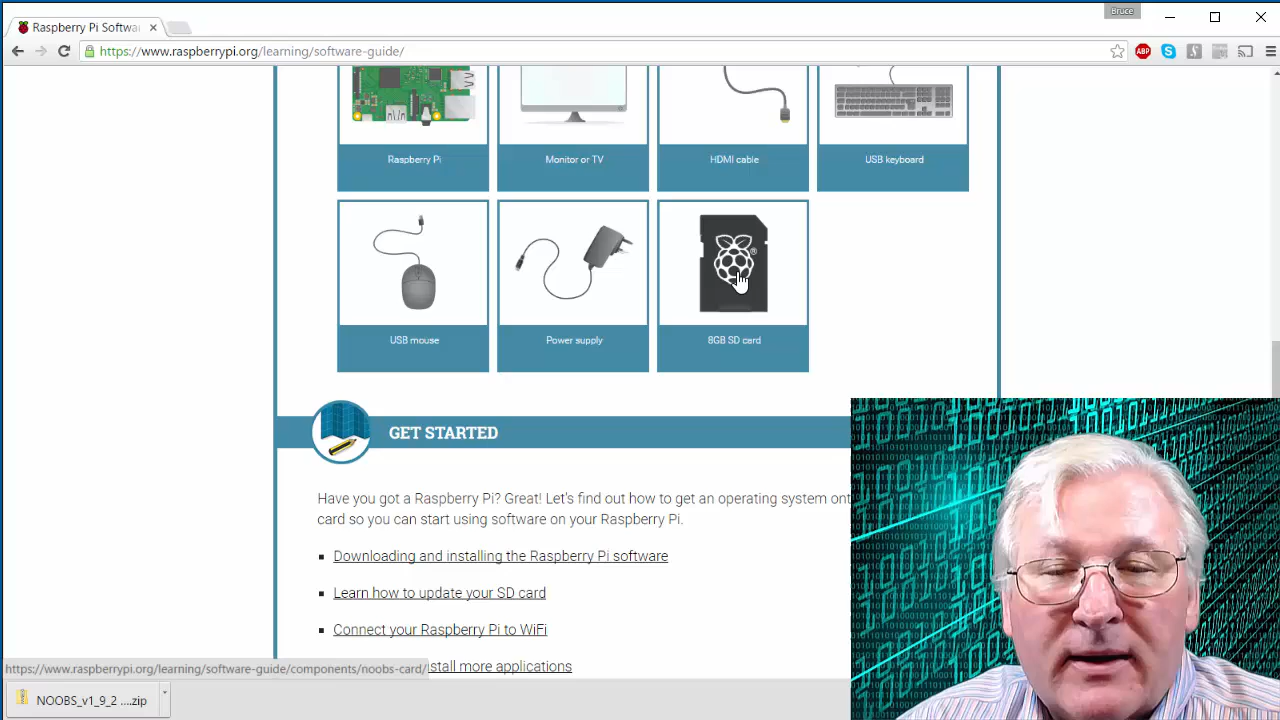 Bruce
Raspberry Pi Softwa
https://www.raspberrypi.org/learning/software-guide/
ABP
Raspberry Pi
Monitor or TV
HDMI cable
USB keyboard
USB mouse
Power supply
8GB SD card
GET STARTED
Have you got a Raspberry Pi? Great! Let's find out how to get an operating system
card so you can start using software on your Raspberry Pi.
Downloading and installing the Raspberry Pi software
Learn how to update your SD card
Connect your Raspberry Pi to WiFi
more applications
https://www.raspberrypi.org/learning/software-guide/components/noobs-card/
NOOBS_v1_9_2 ....zip